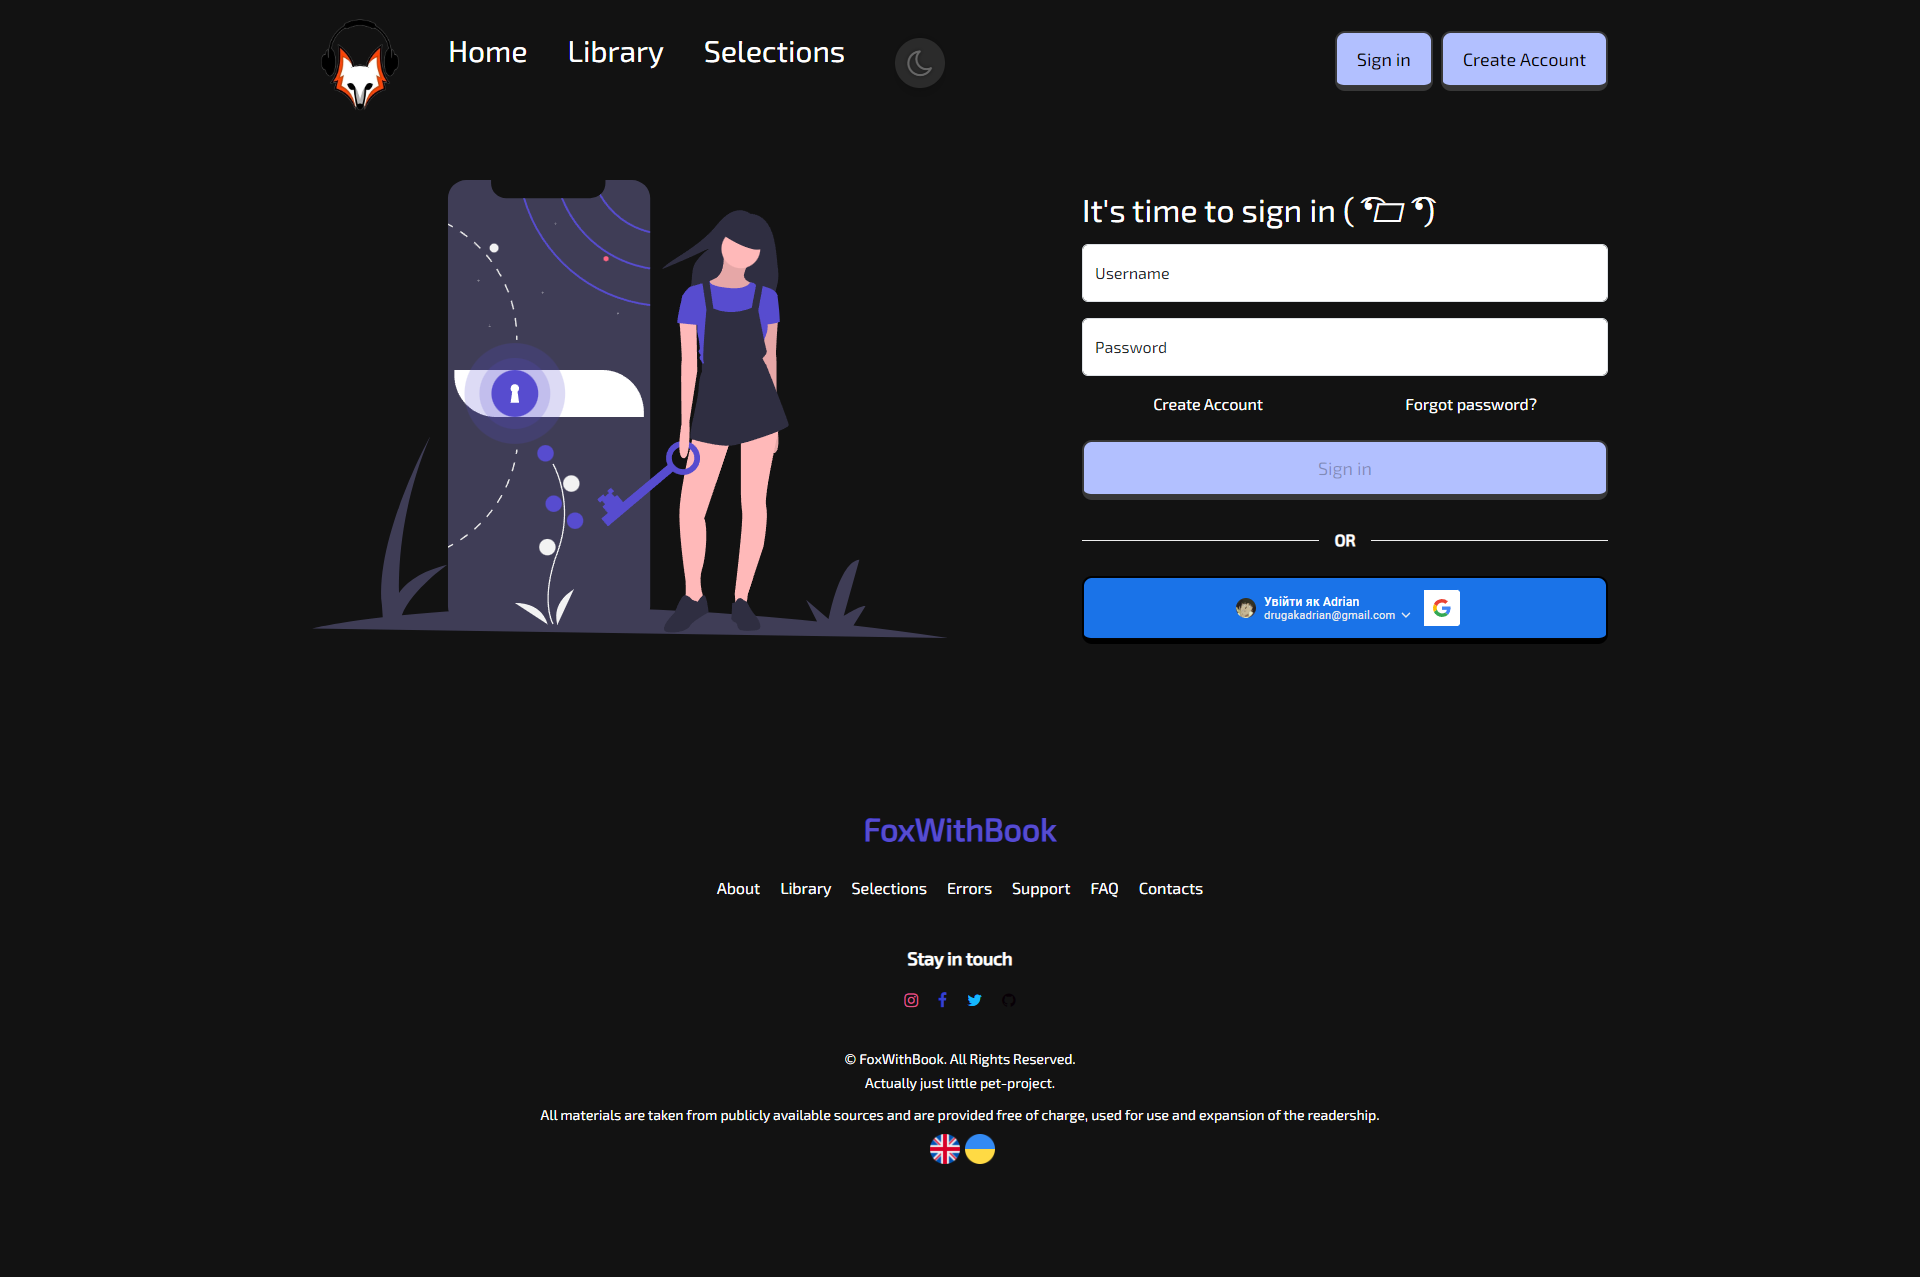 Home Library Selections
Sign in Create Account
It's time to sign in ( ͡° ͜ʖ ͡°)
Username
Password
Create Account Forgot password?
Sign in
OR
Увійти як Adrian
drugakadrian@gmail.com
FoxWithBook
About Library Selections Errors Support FAQ Contacts
Stay in touch
© FoxWithBook. All Rights Reserved.
Actually just little pet-project.
All materials are taken from publicly available sources and are provided free of charge, used for use and expansion of the readership.